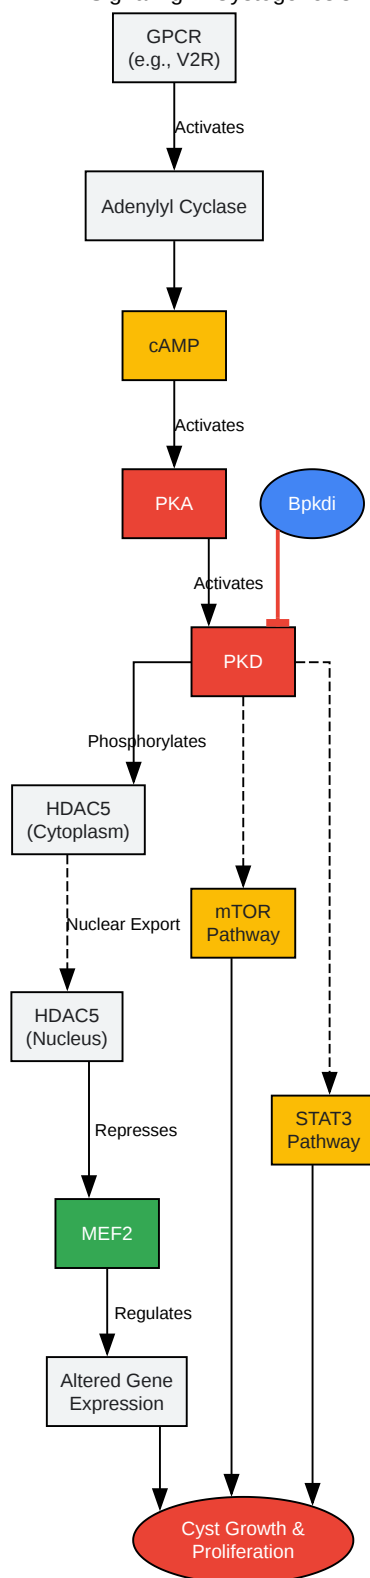 GPCR
(e.g., V2R)
Activates
Adenylyl Cyclase
cAMP
Activates
PKA
Bpkdi
Activates
PKD
Phosphorylates
HDAC5
(Cytoplasm)
mTOR
Pathway
Nuclear Export
HDAC5
(Nucleus)
STAT3
Pathway
Represses
MEF2
Regulates
Altered Gene
Expression
Cyst Growth &
Proliferation